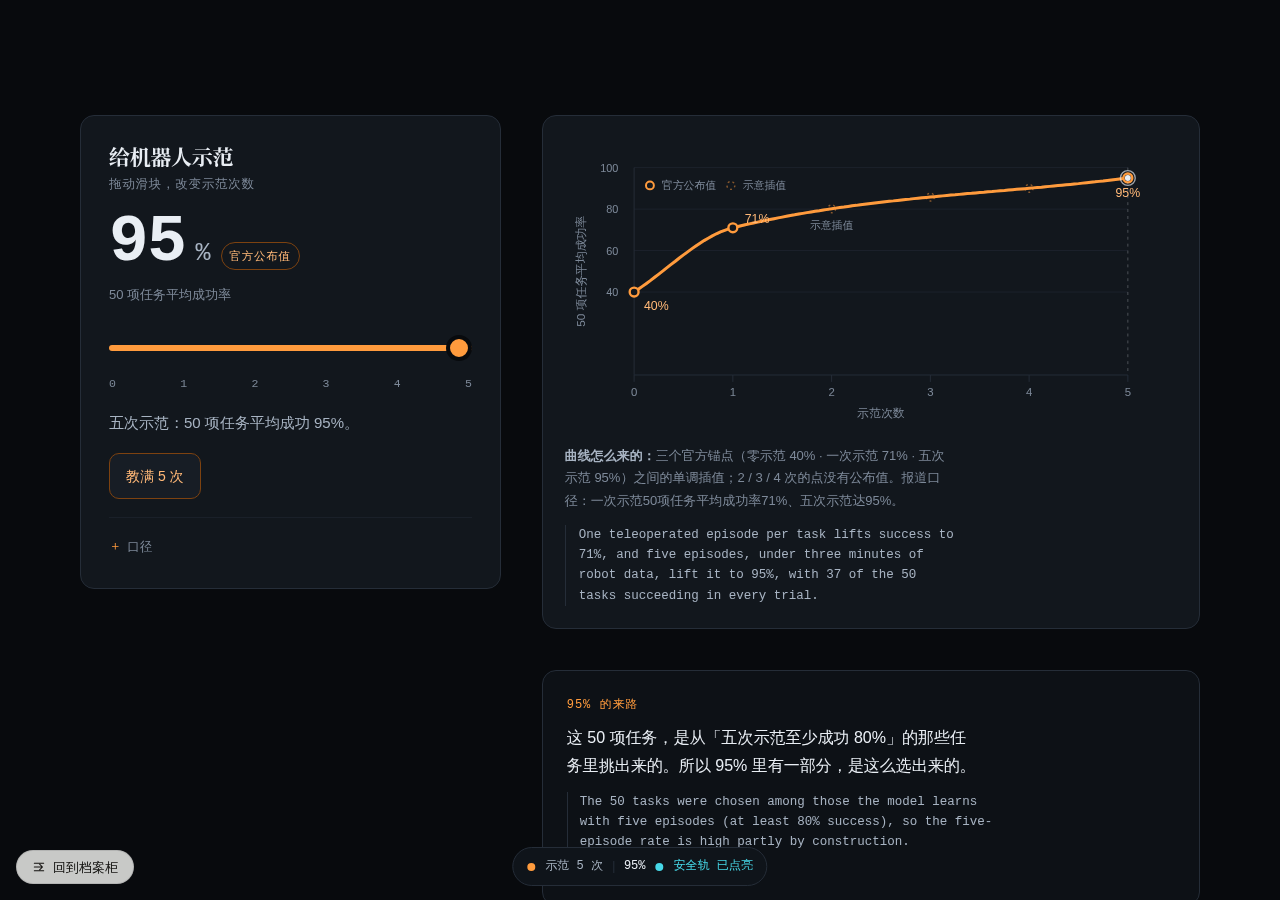 给机器人示范
拖动滑块，改变示范次数
95 % 官方公布值
50 项任务平均成功率
0 1 2 3 4 5
五次示范：50 项任务平均成功 95%。
教满 5 次
+ 口径
50 项任务平均成功率
100
80
60
40
官方公布值 示意插值
40%
71%
示意插值
95%
0 1 2 3 4 5
示范次数
曲线怎么来的：三个官方锚点（零示范 40% · 一次示范 71% · 五次
示范 95%）之间的单调插值；2 / 3 / 4 次的点没有公布值。报道口
径：一次示范50项任务平均成功率71%、五次示范达95%。
One teleoperated episode per task lifts success to
71%, and five episodes, under three minutes of
robot data, lift it to 95%, with 37 of the 50
tasks succeeding in every trial.
95% 的来路
这 50 项任务，是从「五次示范至少成功 80%」的那些任
务里挑出来的。所以 95% 里有一部分，是这么选出来的。
The 50 tasks were chosen among those the model learns
with five episodes (at least 80% success), so the five-
episode rate is high partly by construction.
回到档案柜
示范 5 次 | 95% 安全轨 已点亮